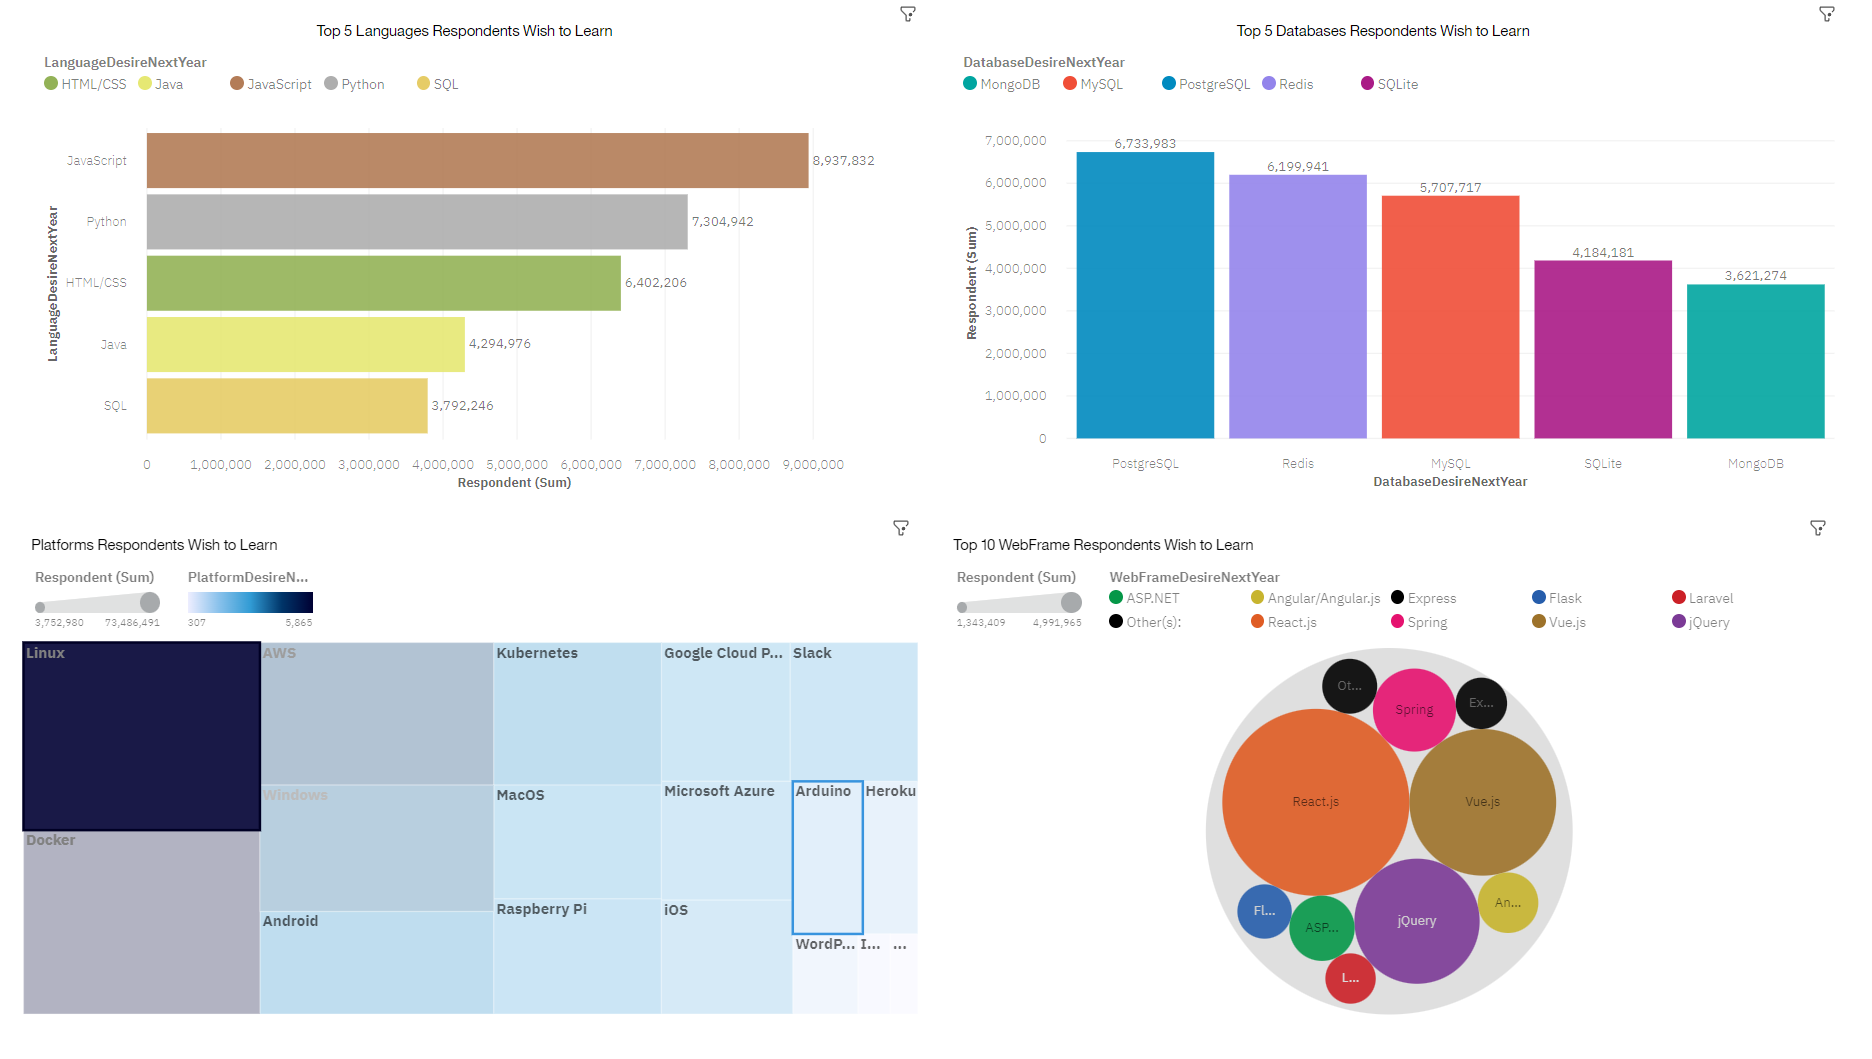 Top 5 Languages Respondents Wish to Learn
LanguageDesireNextYear
HTML/CSS Java JavaScript Python SQL
LanguageDesireNextYear
JavaScript 8,937,832
Python 7,304,942
HTML/CSS 6,402,206
Java 4,294,976
SQL 3,792,246
0 1,000,000 2,000,000 3,000,000 4,000,000 5,000,000 6,000,000 7,000,000 8,000,000 9,000,000
Respondent (Sum)
Top 5 Databases Respondents Wish to Learn
DatabaseDesireNextYear
MongoDB MySQL PostgreSQL Redis SQLite
Respondent (Sum)
7,000,000
6,000,000
5,000,000
4,000,000
3,000,000
2,000,000
1,000,000
0
6,733,983
6,199,941
5,707,717
4,184,181
3,621,274
PostgreSQL Redis MySQL SQLite MongoDB
DatabaseDesireNextYear
Platforms Respondents Wish to Learn
Respondent (Sum) PlatformDesireN...
3,752,980 73,486,491 307 5,865
Linux AWS Kubernetes Google Cloud P... Slack
Windows MacOS Microsoft Azure Arduino Heroku
Docker
Android Raspberry Pi iOS
WordP... I... ...
Top 10 WebFrame Respondents Wish to Learn
Respondent (Sum) WebFrameDesireNextYear
1,343,409 4,991,965
ASP.NET Angular/Angular.js Express Flask Laravel
Other(s): React.js Spring Vue.js jQuery
Ot... Spring Ex...
React.js Vue.js
Fl... ASP... jQuery An...
L...